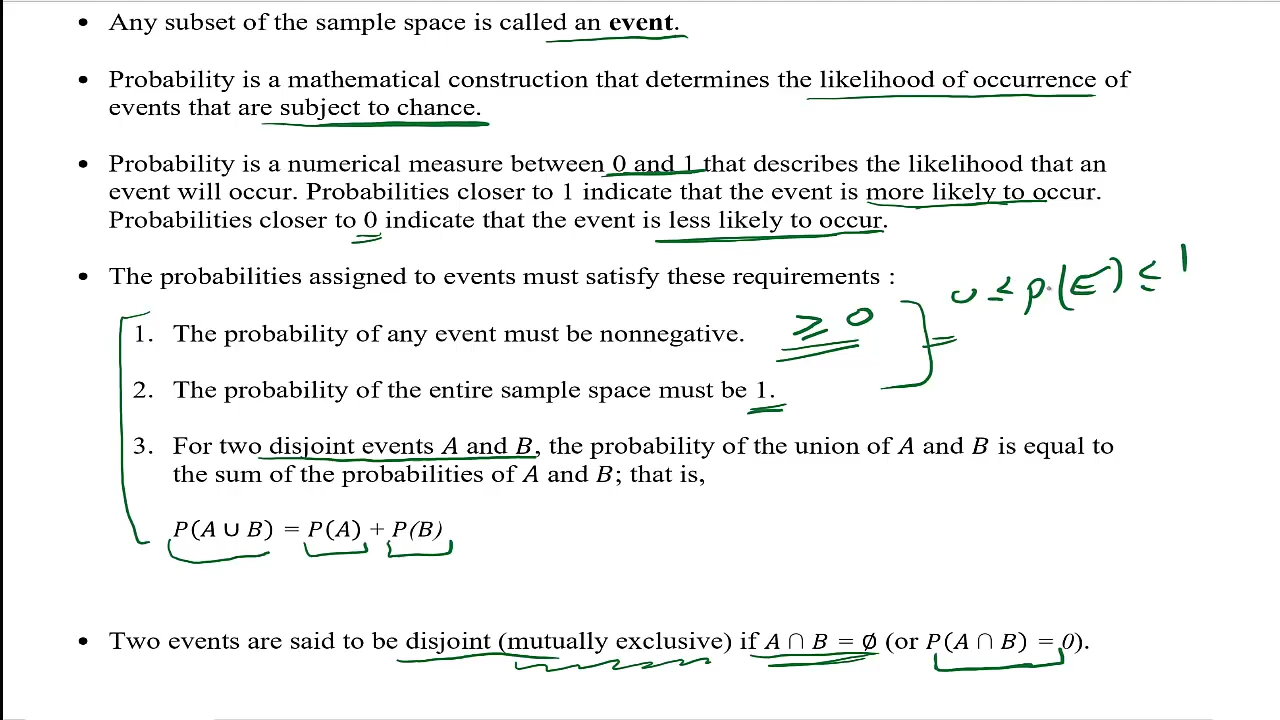 • Any subset of the sample space is called an event.
• Probability is a mathematical construction that determines the likelihood of occurrence of
events that are subject to chance.
• Probability is a numerical measure between 0 and 1 that describes the likelihood that an
event will occur. Probabilities closer to 1 indicate that the event is more likely to occur.
Probabilities closer to 0 indicate that the event is less likely to occur.
• The probabilities assigned to events must satisfy these requirements :
0 ≤ P(E) ≤ 1
1. The probability of any event must be nonnegative. ≥ 0
2. The probability of the entire sample space must be 1.
3. For two disjoint events A and B, the probability of the union of A and B is equal to
the sum of the probabilities of A and B; that is,
P(A ∪ B) = P(A) + P(B)
• Two events are said to be disjoint (mutually exclusive) if A ∩ B = ∅ (or P(A ∩ B) = 0).